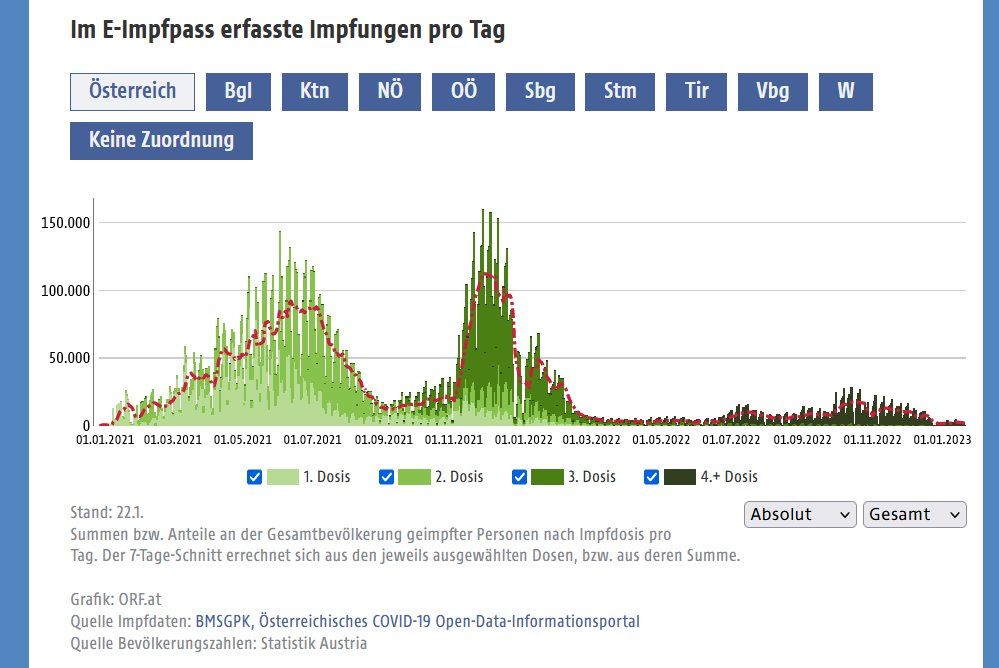 Im E-Impfpass erfasste Impfungen pro Tag
Österreich Bgl Ktn NÖ OÖ Sbg Stm Tir Vbg W
Keine Zuordnung
150.000
100.000
50.000
0
01.01.2021 01.03.2021 01.05.2021 01.07.2021 01.09.2021 01.11.2021 01.01.2022 01.03.2022 01.05.2022 01.07.2022 01.09.2022 01.11.2022 01.01.2023
1. Dosis 2. Dosis 3. Dosis 4.+ Dosis
Stand: 22.1. Absolut Gesamt
Summen bzw. Anteile an der Gesamtbevölkerung geimpfter Personen nach Impfdosis pro
Tag. Der 7-Tage-Schnitt errechnet sich aus den jeweils ausgewählten Dosen, bzw. aus deren Summe.
Grafik: ORF.at
Quelle Impfdaten: BMSGPK, Österreichisches COVID-19 Open-Data-Informationsportal
Quelle Bevölkerungszahlen: Statistik Austria